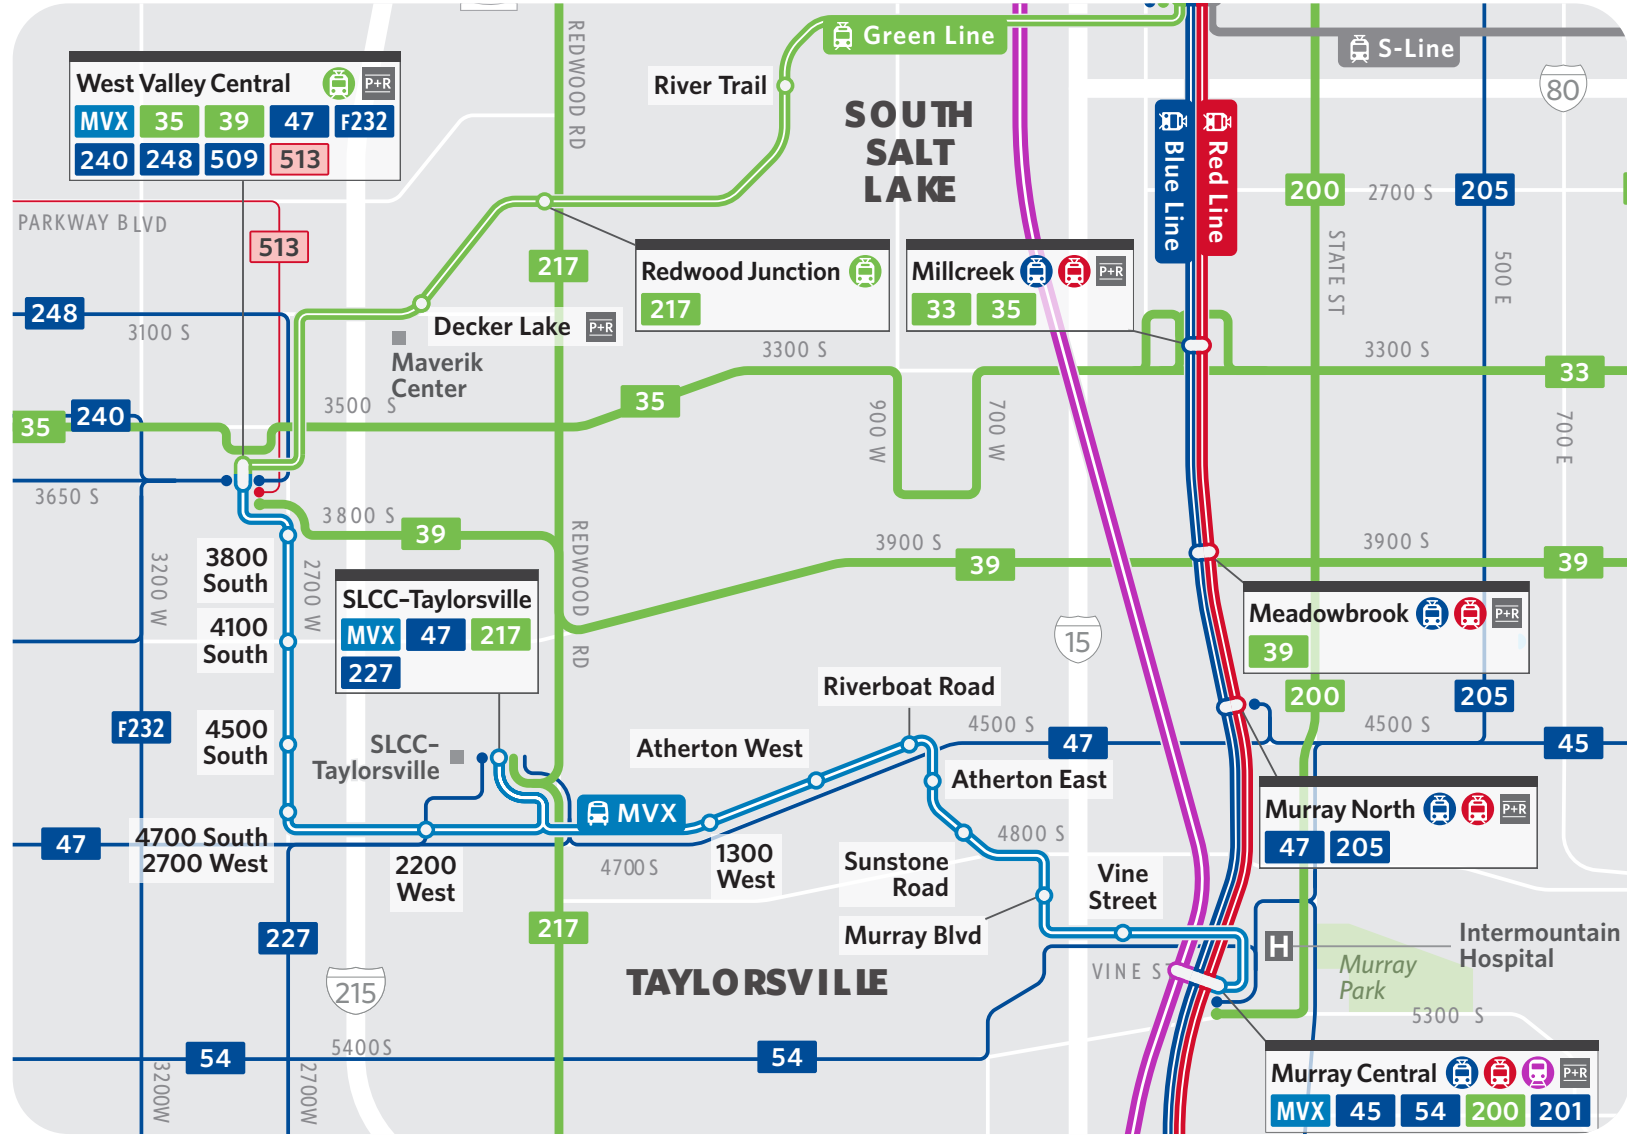 Green Line
S-Line
REDWOOD RD
80
West Valley Central P+R
MVX 35 39 47 F232
240 248 509 513
River Trail
SOUTH
SALT
LAKE
Blue Line
Red Line
200
2700 S
205
PARKWAY BLVD
513
217
Redwood Junction
217
Millcreek P+R
33 35
STATE ST
500 E
248
3100 S
Decker Lake P+R
Maverik
Center
3300 S
3300 S
33
35
240
3500 S
35
900 W
700 W
700 E
3650 S
3800 S
39
REDWOOD
RD
3900 S
39
3900 S
39
3200 W
3800
South
2700 W
SLCC–Taylorsville
MVX 47 217
227
4100
South
15
Meadowbrook P+R
39
Riverboat Road
200
205
F232
4500
South
SLCC–
Taylorsville
Atherton West
4500 S
47
4500 S
45
Atherton East
MVX
Murray North P+R
47 205
47
4700 South
2700 West
2200
West
4700 S
1300
West
4800 S
Sunstone
Road
Vine
Street
227
217
Murray Blvd
H
Intermountain
Hospital
215
TAYLORSVILLE
VINE ST
Murray
Park
5300 S
54
5400 S
54
3200 W
2700 W
Murray Central P+R
MVX 45 54 200 201